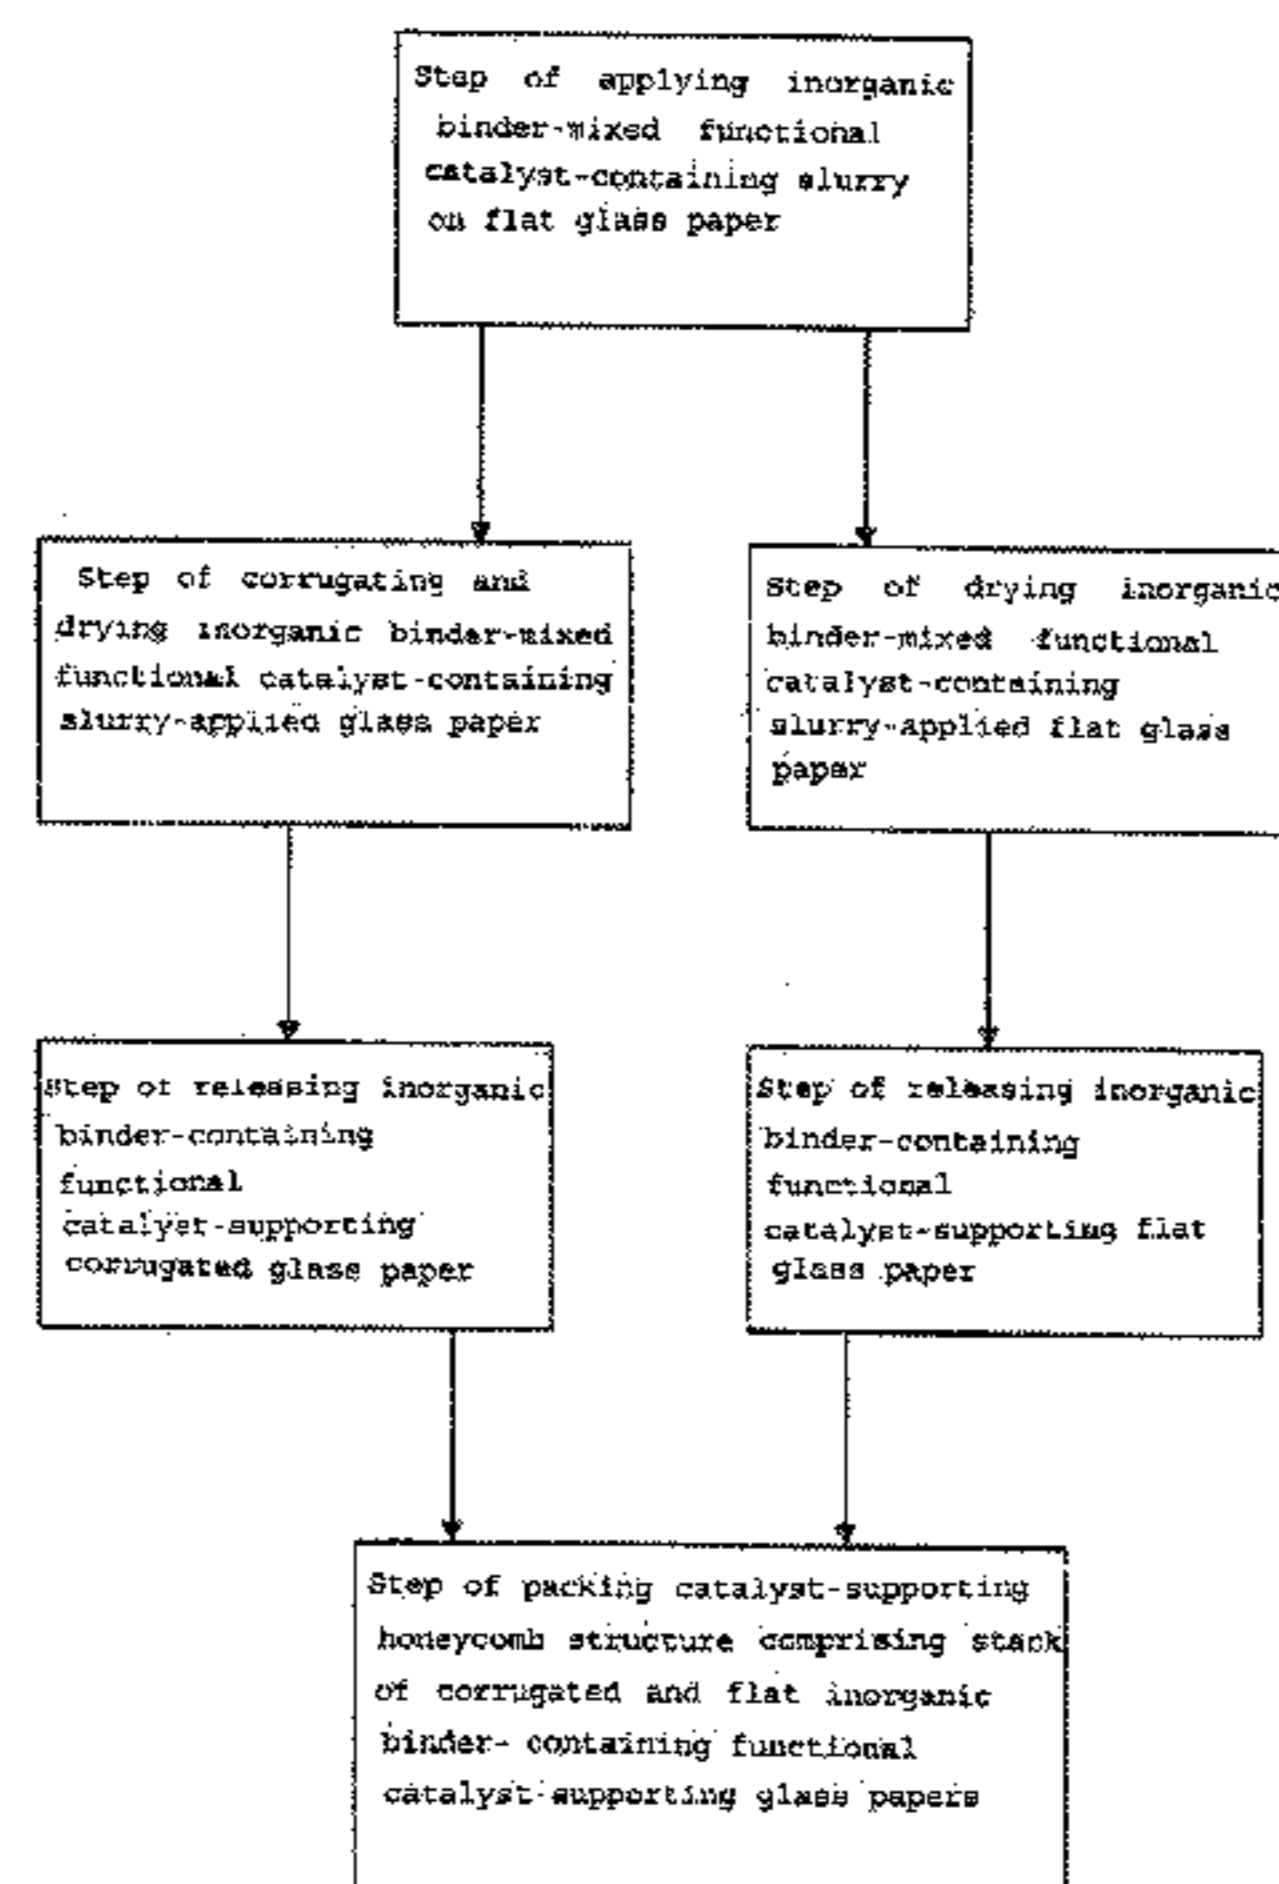 Step of applying inorganic
binder-mixed functional
catalyst-containing slurry
on flat glass paper
Step of corrugating and
drying inorganic binder-mixed
functional catalyst-containing
slurry-applied glass paper
Step of drying inorganic
binder-mixed functional
catalyst-containing
slurry-applied flat glass
paper
Step of releasing inorganic
binder-containing
functional
catalyst-supporting
corrugated glass paper
Step of releasing inorganic
binder-containing
functional
catalyst-supporting flat
glass paper
Step of packing catalyst-supporting
honeycomb structure comprising stack
of corrugated and flat inorganic
binder- containing functional
catalyst-supporting glass papers